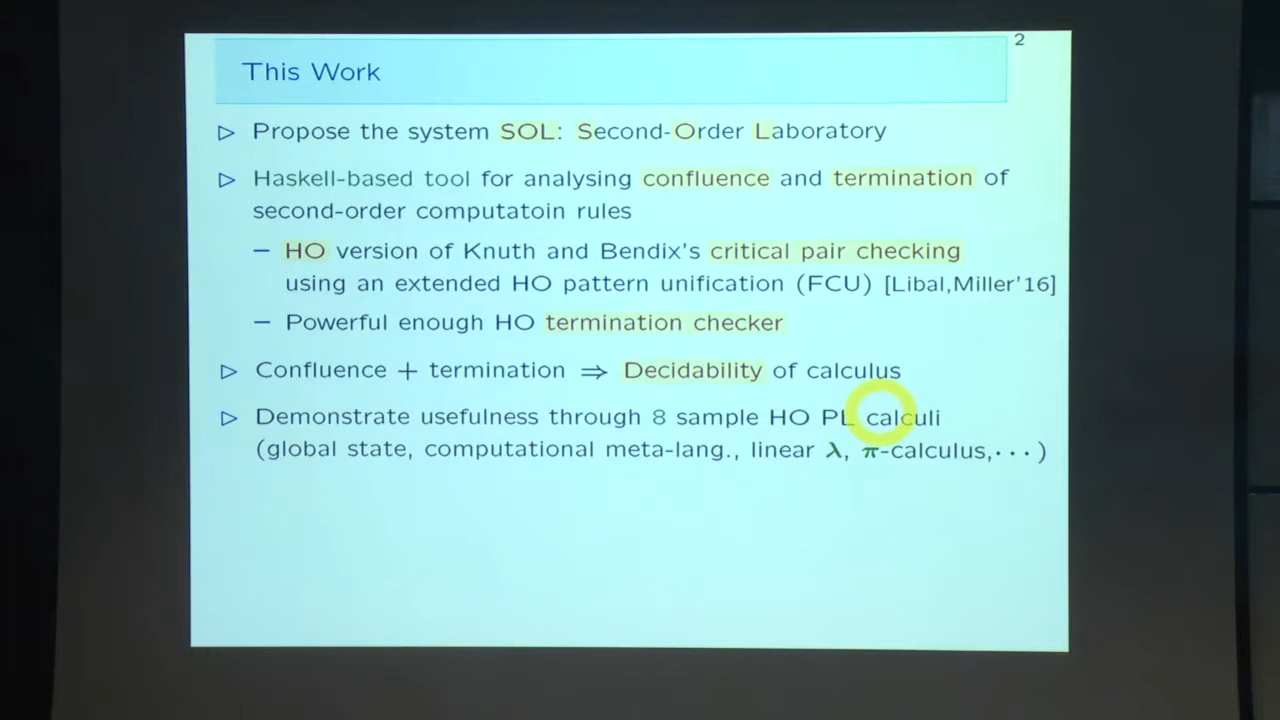 2
This Work
▷ Propose the system SOL: Second-Order Laboratory
▷ Haskell-based tool for analysing confluence and termination of
second-order computatoin rules
– HO version of Knuth and Bendix's critical pair checking
using an extended HO pattern unification (FCU) [Libal,Miller'16]
– Powerful enough HO termination checker
▷ Confluence + termination ⇒ Decidability of calculus
▷ Demonstrate usefulness through 8 sample HO PL calculi
(global state, computational meta-lang., linear λ, π-calculus,···)